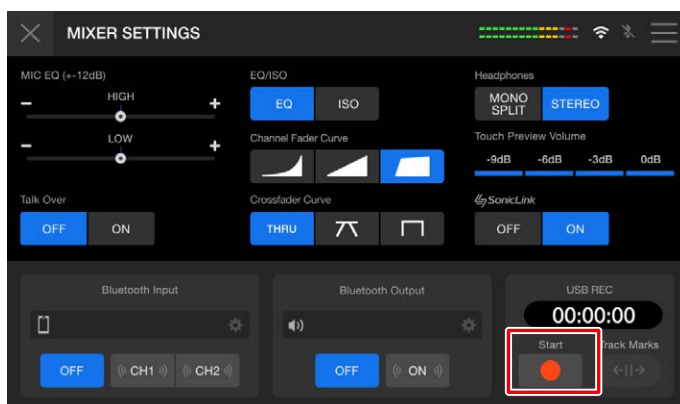 MIXER SETTINGS
MIC EQ (+-12dB)
HIGH
LOW
Talk Over
OFF ON
EQ/ISO
EQ ISO
Channel Fader Curve
Crossfader Curve
THRU
Headphones
MONO SPLIT STEREO
Touch Preview Volume
-9dB -6dB -3dB 0dB
SonicLink
OFF ON
Bluetooth Input
OFF CH1 CH2
Bluetooth Output
OFF ON
USB REC
00:00:00
Start Track Marks